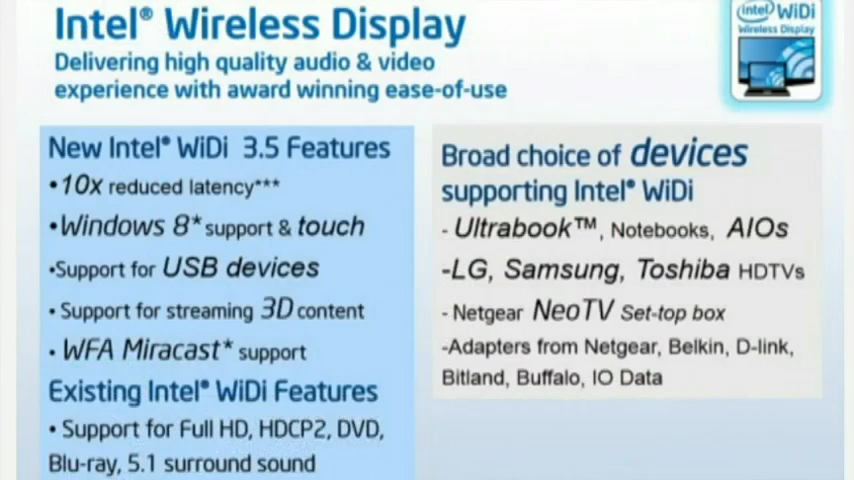 Intel® Wireless Display
Delivering high quality audio & video
experience with award winning ease-of-use
(intel) WiDi
Wireless Display
New Intel® WiDi 3.5 Features
•10x reduced latency***
•Windows 8* support & touch
•Support for USB devices
• Support for streaming 3D content
• WFA Miracast* support
Existing Intel® WiDi Features
• Support for Full HD, HDCP2, DVD,
Blu-ray, 5.1 surround sound
Broad choice of devices
supporting Intel® WiDi
- Ultrabook™, Notebooks, AIOs
-LG, Samsung, Toshiba HDTVs
- Netgear NeoTV Set-top box
-Adapters from Netgear, Belkin, D-link,
Bitland, Buffalo, IO Data